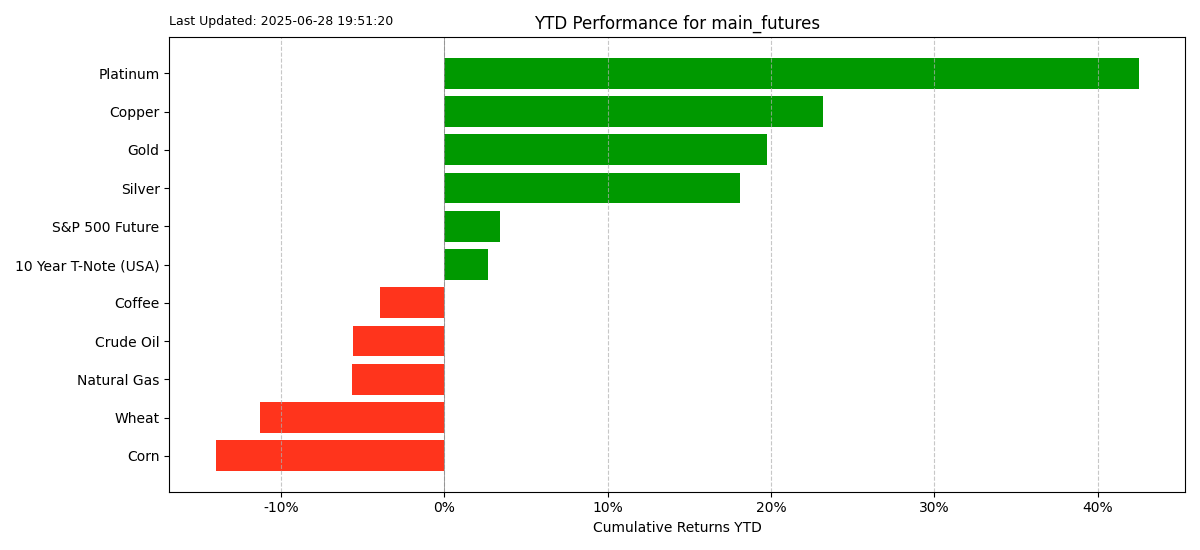 Last Updated: 2025-06-28 19:51:20
YTD Performance for main_futures
Platinum
Copper
Gold
Silver
S&P 500 Future
10 Year T-Note (USA)
Coffee
Crude Oil
Natural Gas
Wheat
Corn
-10% 0% 10% 20% 30% 40%
Cumulative Returns YTD